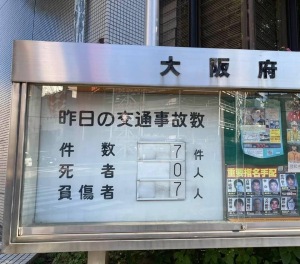 大阪府
昨日の交通事故数
件数 7 件
死者 0 人
負傷者 7 人
重要指名手配